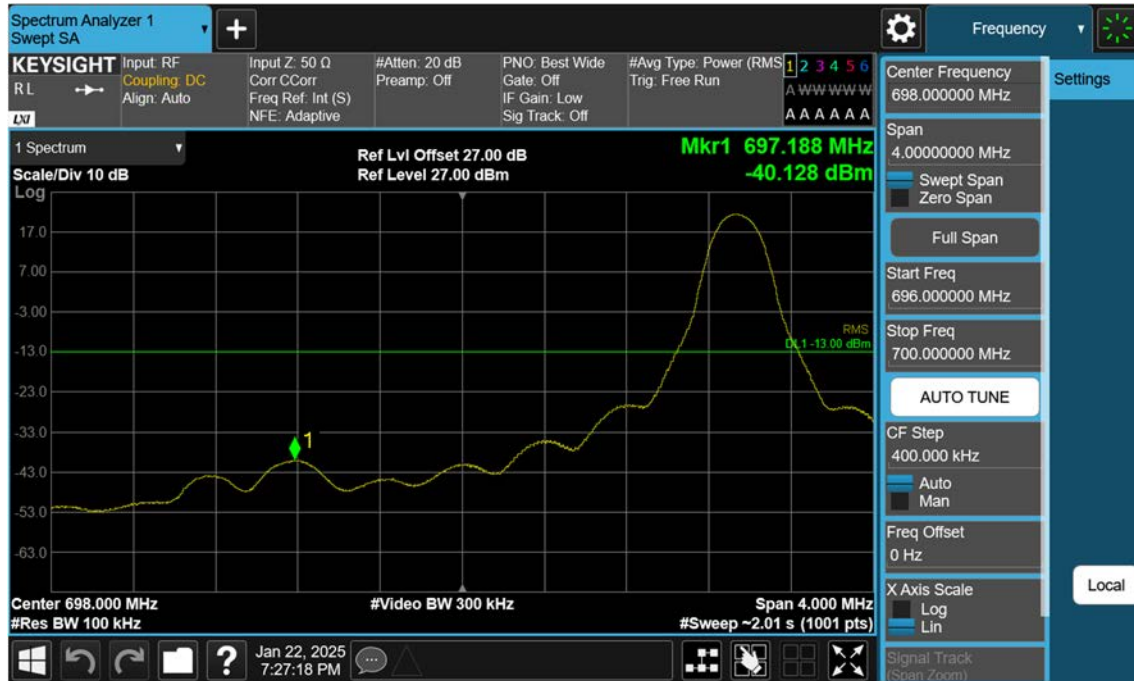 Spectrum Analyzer 1
Swept SA
+
Frequency
KEYSIGHT
RL
LXI
Input: RF
Coupling: DC
Align: Auto
Input Z: 50 Ω
Corr CCorr
Freq Ref: Int (S)
NFE: Adaptive
#Atten: 20 dB
Preamp: Off
PNO: Best Wide
Gate: Off
IF Gain: Low
Sig Track: Off
#Avg Type: Power (RMS
Trig: Free Run
1 2 3 4 5 6
A W W W W W
A A A A A A
1 Spectrum
Scale/Div 10 dB
Log
Ref Lvl Offset 27.00 dB
Ref Level 27.00 dBm
Mkr1 697.188 MHz
-40.128 dBm
17.0
7.00
-3.00
-13.0
-23.0
-33.0
-43.0
-53.0
-63.0
RMS
DL1 -13.00 dBm
1
Center 698.000 MHz
#Res BW 100 kHz
#Video BW 300 kHz
Span 4.000 MHz
#Sweep ~2.01 s (1001 pts)
Center Frequency
698.000000 MHz
Settings
Span
4.00000000 MHz
Swept Span
Zero Span
Full Span
Start Freq
696.000000 MHz
Stop Freq
700.000000 MHz
AUTO TUNE
CF Step
400.000 kHz
Auto
Man
Freq Offset
0 Hz
X Axis Scale
Log
Lin
Local
Signal Track
(Span Zoom)
?
Jan 22, 2025
7:27:18 PM